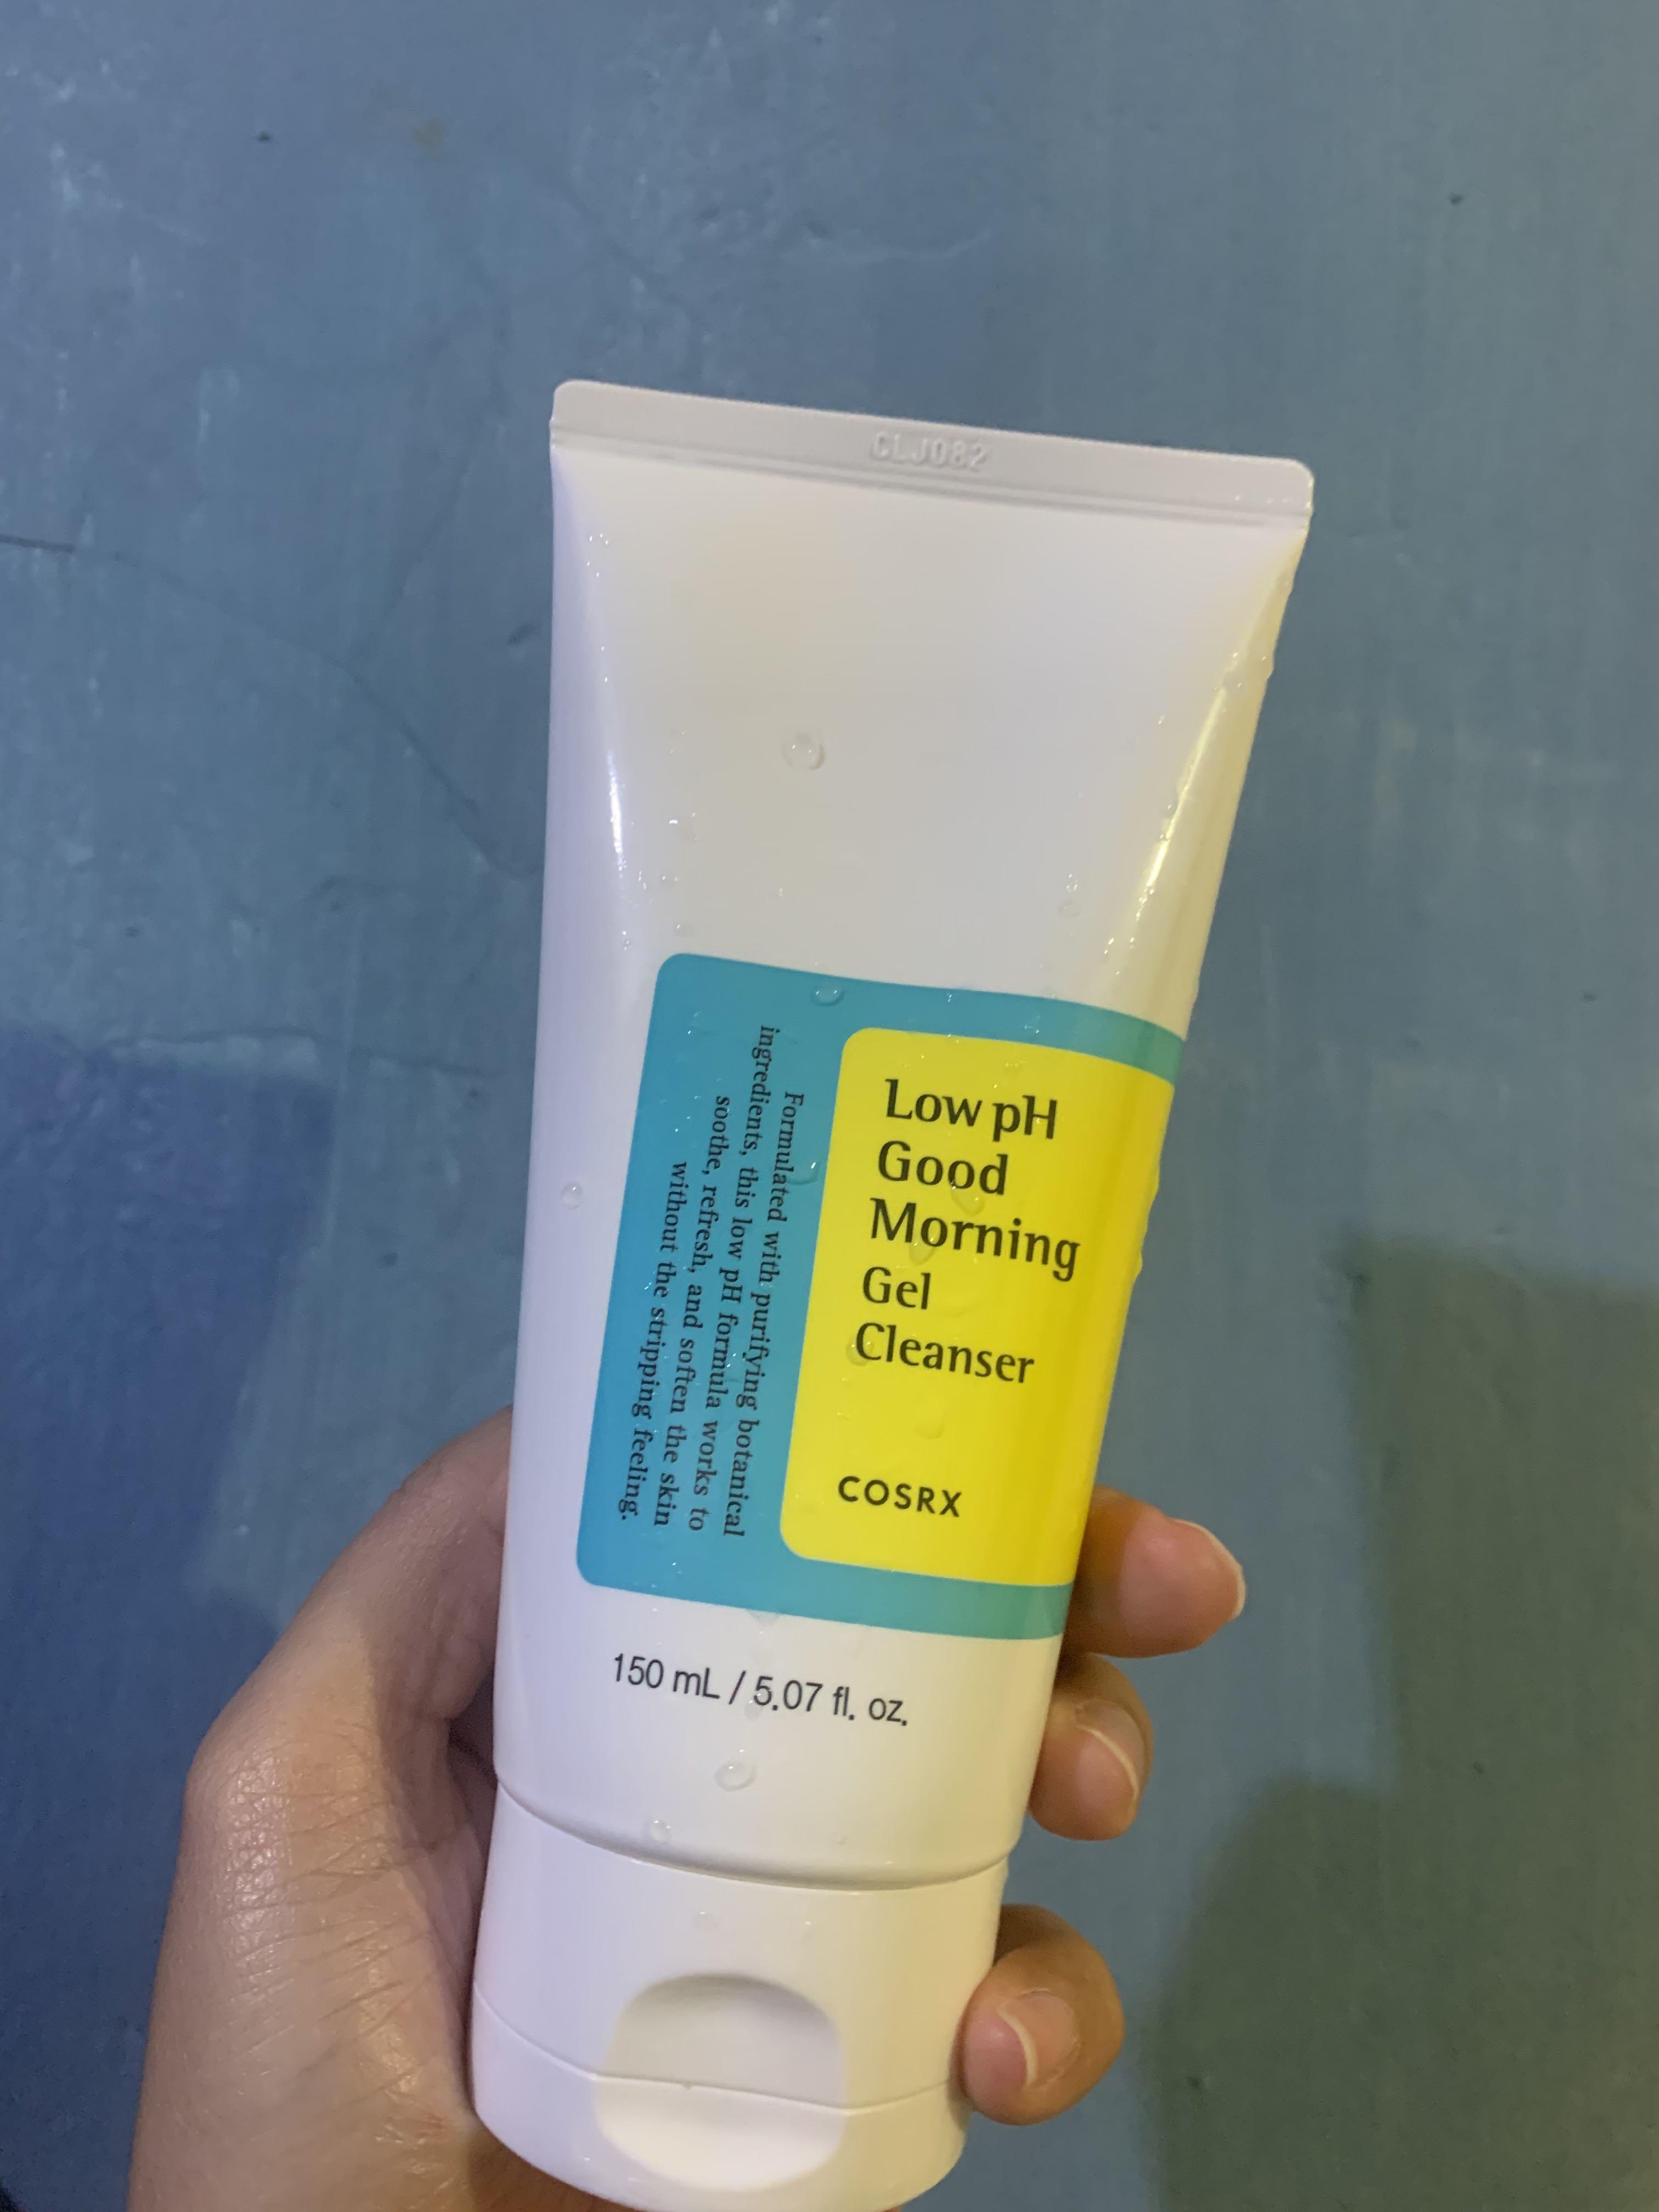 CLJ082
Low pH
Good
Morning
Gel
Cleanser
COSRX
Formulated with purifying botanical
ingredients, this low pH formula works to
soothe, refresh, and soften the skin
without the stripping feeling.
150 mL / 5.07 fl. oz.